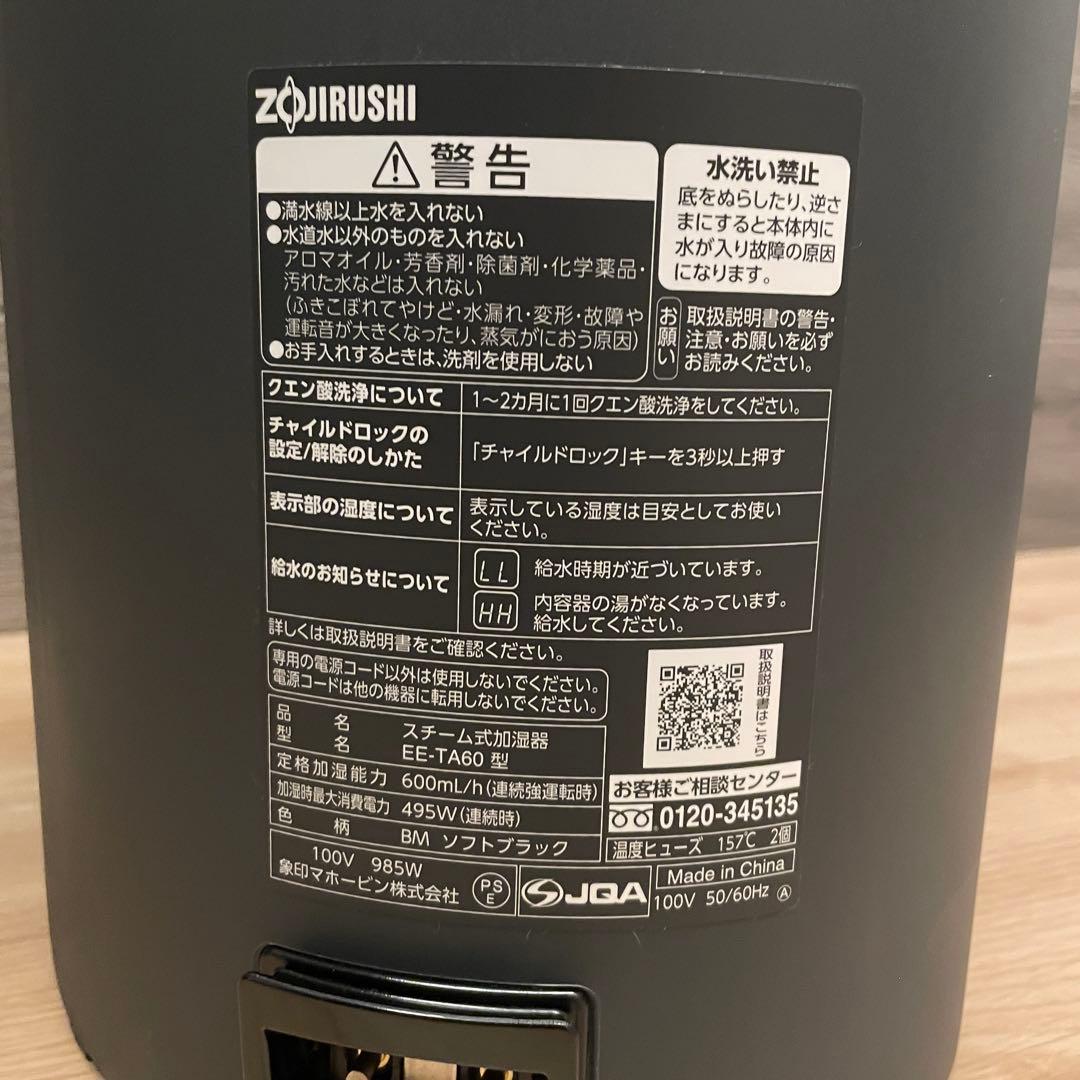 ZOJIRUSHI
警告
●満水線以上水を入れない
●水道水以外のものを入れない
アロマオイル・芳香剤・除菌剤・化学薬品・
汚れた水などは入れない
(ふきこぼれてやけど・水漏れ・変形・故障や
運転音が大きくなったり、蒸気がにおう原因)
●お手入れするときは、洗剤を使用しない
水洗い禁止
底をぬらしたり、逆さ
まにすると本体内に
水が入り故障の原因
になります。
お願い
取扱説明書の警告・
注意・お願いを必ず
お読みください。
クエン酸洗浄について
1〜2カ月に1回クエン酸洗浄をしてください。
チャイルドロックの
設定/解除のしかた
「チャイルドロック」キーを3秒以上押す
表示部の湿度について
表示している湿度は目安としてお使い
ください。
給水のお知らせについて
LL 給水時期が近づいています。
HH 内容器の湯がなくなっています。
給水してください。
詳しくは取扱説明書をご確認ください。
専用の電源コード以外は使用しないでください。
電源コードは他の機器に転用しないでください。
取扱説明書はこちら
品名 スチーム式加湿器
型名 EE-TA60 型
定格加湿能力 600mL/h(連続強運転時)
加湿時最大消費電力 495W(連続時)
色柄 BM ソフトブラック
100V 985W
象印マホービン株式会社
PSE
JQA
お客様ご相談センター
0120-345135
温度ヒューズ 157℃ 2個
Made in China
100V 50/60Hz Ⓐ